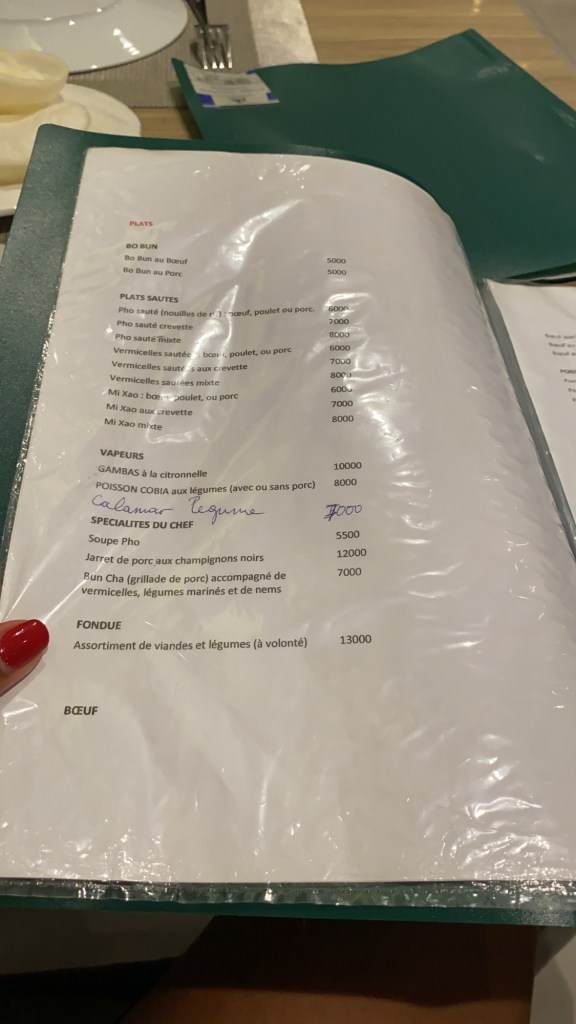 PLATS
BO BUN
Bo Bun au Bœuf 5000
Bo Bun au Porc 5000
PLATS SAUTES
Pho sauté (nouilles de riz) : bœuf, poulet ou porc. 6000
Pho sauté crevette 7000
Pho sauté mixte 8000
Vermicelles sautées : bœuf, poulet, ou porc 6000
Vermicelles sautées aux crevette 7000
Vermicelles sautées mixte 8000
Mi Xao : bœuf, poulet, ou porc 6000
Mi Xao aux crevette 7000
Mi Xao mixte 8000
VAPEURS
GAMBAS à la citronnelle 10000
POISSON COBIA aux légumes (avec ou sans porc) 8000
Calamar legume 7000
SPECIALITES DU CHEF
Soupe Pho 5500
Jarret de porc aux champignons noirs 12000
Bun Cha (grillade de porc) accompagné de 7000
vermicelles, légumes marinés et de nems
FONDUE
Assortiment de viandes et légumes (à volonté) 13000
BŒUF